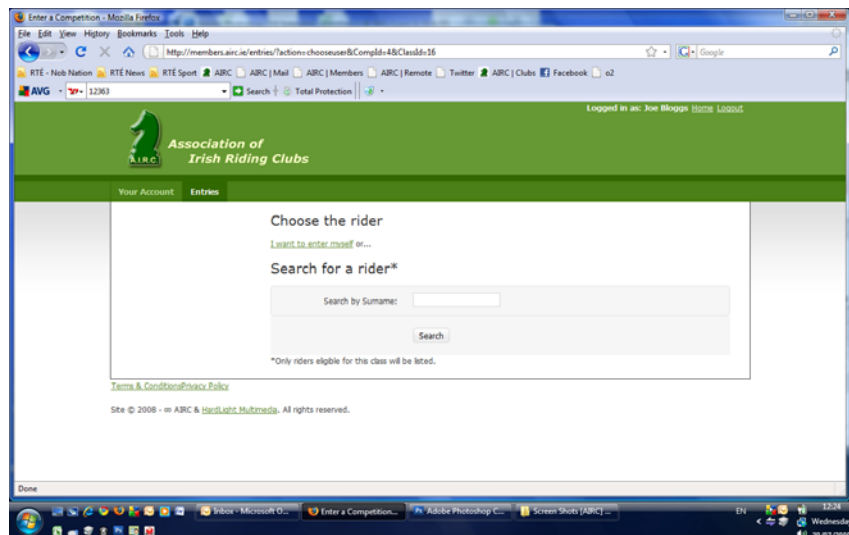 Enter a Competition - Mozilla Firefox
File Edit View History Bookmarks Tools Help
http://members.airc.ie/entries/?action=chooseuser&CompId=4&ClassId=16
Google
RTÉ - Nob Nation RTÉ News RTÉ Sport AIRC AIRC | Mail AIRC | Members AIRC | Remote Twitter AIRC | Clubs Facebook o2
AVG 12363 Search Total Protection
Logged in as: Joe Bloggs Home Logout
A.I.R.C.
Association of
Irish Riding Clubs
Your Account Entries
Choose the rider
I want to enter myself or...
Search for a rider*
Search by Surname:
Search
*Only riders eligible for this class will be listed.
Terms & ConditionsPrivacy Policy
Site © 2008 - ∞ AIRC & HardLight Multimedia. All rights reserved.
Done
Inbox - Microsoft O... Enter a Competition... Adobe Photoshop C... Screen Shots [AIRC] ... EN 12:24
Wednesday